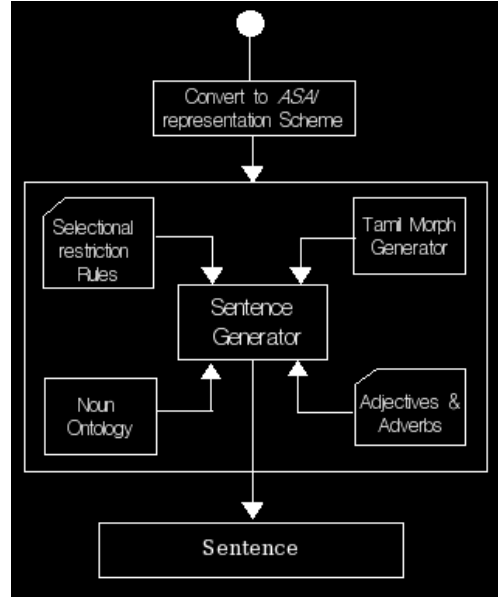 Convert to ASAI
representation Scheme
Selectional
restriction
Rules
Tamil Morph
Generator
Sentence
Generator
Noun
Ontology
Adjectives &
Adverbs
Sentence